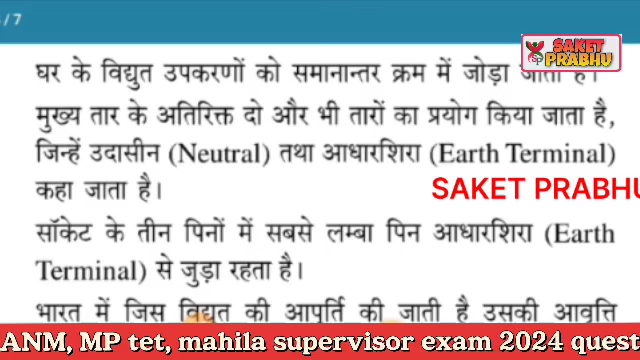 /7
SAKET
PRABHU
घर के विद्युत उपकरणों को समानान्तर क्रम में जोड़ा जाता है।
मुख्य तार के अतिरिक्त दो और भी तारों का प्रयोग किया जाता है,
जिन्हें उदासीन (Neutral) तथा आधारशिरा (Earth Terminal)
कहा जाता है।
SAKET PRABHU
सॉकेट के तीन पिनों में सबसे लम्बा पिन आधारशिरा (Earth
Terminal) से जुड़ा रहता है।
भारत में जिस विद्युत की आपूर्ति की जाती है उसकी आवृत्ति
ANM, MP tet, mahila supervisor exam 2024 quest